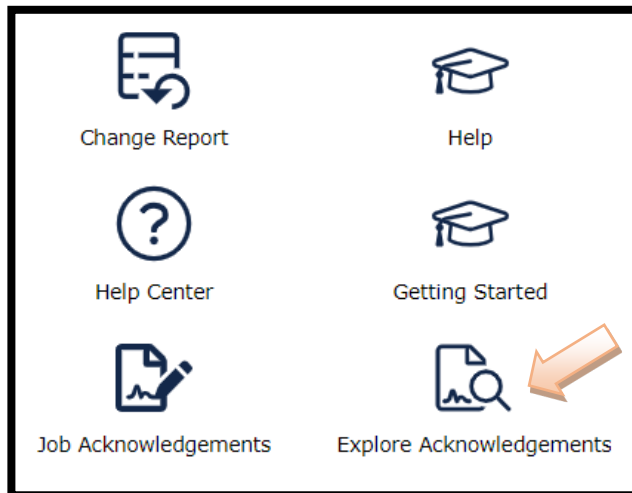 Change Report
Help
?
Help Center
Getting Started
Job Acknowledgements
Explore Acknowledgements